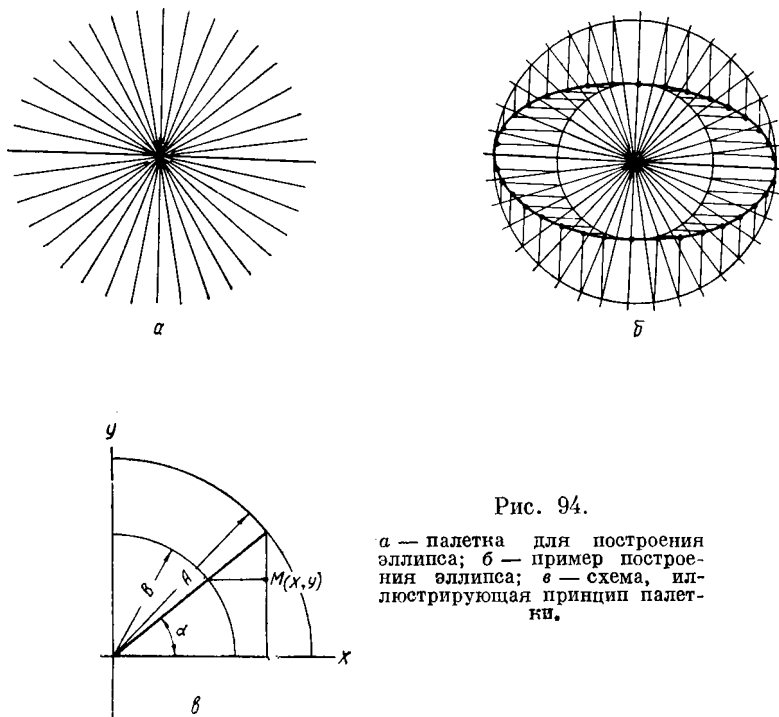 а
б
y
B
A
M(x,y)
α
x
в
Рис. 94.
а — палетка для построения
эллипса; б — пример построе-
ния эллипса; в — схема, ил-
люстрирующая принцип палет-
ки.